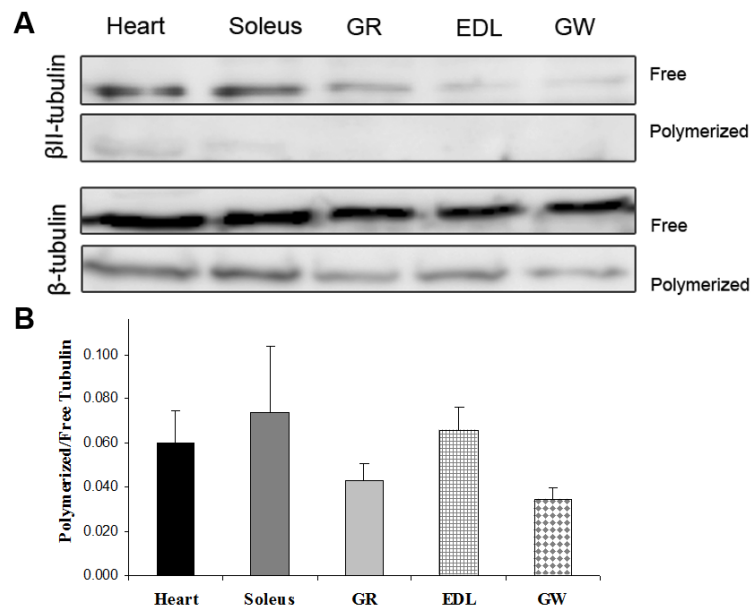 A
Heart Soleus GR EDL GW
βII-tubulin
Free
Polymerized
β-tubulin
Free
Polymerized
B
Polymerized/Free Tubulin
0.100
0.080
0.060
0.040
0.020
0.000
Heart Soleus GR EDL GW